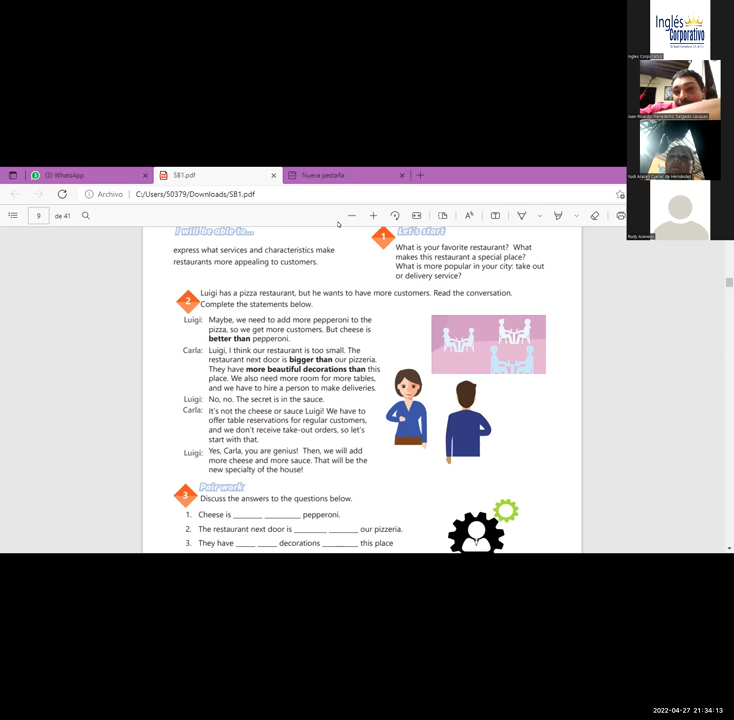 Inglés
Corporativo
Inglés Corporativo
Juan Ricardo Menedelho Delgado Vasquez
Rudy Acevedo
(3) WhatsApp
SB1.pdf
Nueva pestaña
Archivo
C:/Users/50379/Downloads/SB1.pdf
9
de 41
I will be able to...
express what services and characteristics make
restaurants more appealing to customers.
1
Let's start
What is your favorite restaurant? What
makes this restaurant a special place?
What is more popular in your city: take out
or delivery service?
2
Luigi has a pizza restaurant, but he wants to have more customers. Read the conversation.
Complete the statements below.
Luigi: Maybe, we need to add more pepperoni to the
pizza, so we get more customers. But cheese is
better than pepperoni.
Carla: Luigi, I think our restaurant is too small. The
restaurant next door is bigger than our pizzeria.
They have more beautiful decorations than this
place. We also need more room for more tables,
and we have to hire a person to make deliveries.
Luigi: No, no. The secret is in the sauce.
Carla: It's not the cheese or sauce Luigi! We have to
offer table reservations for regular customers,
and we don't receive take-out orders, so let's
start with that.
Luigi: Yes, Carla, you are genius! Then, we will add
more cheese and more sauce. That will be the
new specialty of the house!
3
Pair work
Discuss the answers to the questions below.
1. Cheese is ________ __________ pepperoni.
2. The restaurant next door is _________ ________ our pizzeria.
3. They have _____ _____ decorations _________ this place
2022-04-27 21:34:13